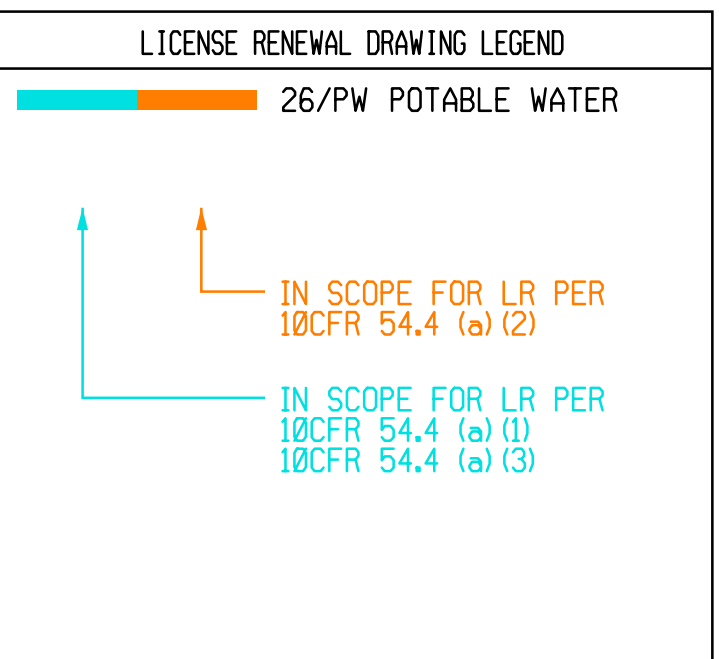 LICENSE RENEWAL DRAWING LEGEND
26/PW POTABLE WATER
IN SCOPE FOR LR PER
10CFR 54.4 (a)(2)
IN SCOPE FOR LR PER
10CFR 54.4 (a)(1)
10CFR 54.4 (a)(3)